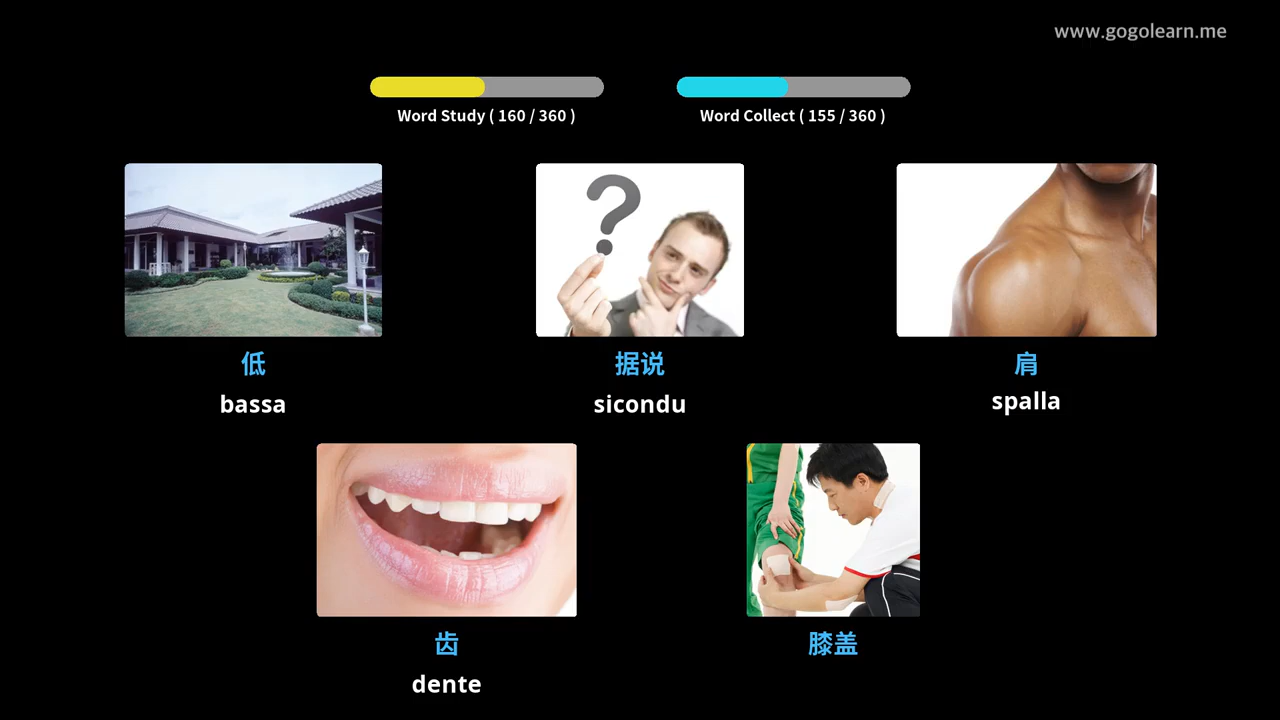 www.gogolearn.me
Word Study ( 160 / 360 )
Word Collect ( 155 / 360 )
低
bassa
据说
sicondu
肩
spalla
齿
dente
膝盖